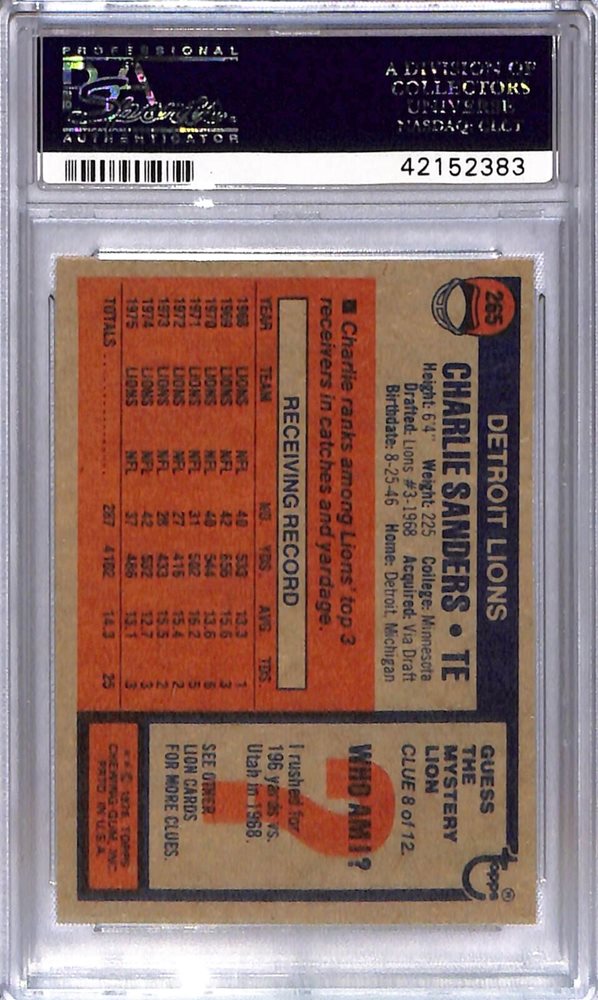 PROFESSIONAL
PSA
Sports
AUTHENTICATOR
A DIVISION OF
COLLECTORS
UNIVERSE
NASDAQ: CLCT
42152383
265
DETROIT LIONS
CHARLIE SANDERS • TE
Height: 6'4" Weight: 225 College: Minnesota
Drafted: Lions #3-1968 Acquired: Via Draft
Birthdate: 8-25-46 Home: Detroit, Michigan
■ Charlie ranks among Lions' top 3
receivers in catches and yardage.
RECEIVING RECORD
YEAR TEAM NO. YDS. AVG. TDS.
1968 LIONS NFL 40 533 13.3 1
1969 LIONS NFL 42 656 15.6 3
1970 LIONS NFL 40 544 13.6 6
1971 LIONS NFL 31 502 16.2 5
1972 LIONS NFL 27 416 15.4 2
1973 LIONS NFL 28 433 15.5 2
1974 LIONS NFL 42 532 12.7 3
1975 LIONS NFL 37 486 13.1 3
TOTALS .......... 287 4102 14.3 25
topps®
GUESS
THE
MYSTERY
LION
CLUE 8 of 12.
?
WHO AM I?
I rushed for
196 yards vs.
Utah in 1968.
SEE OTHER
LION CARDS
FOR MORE CLUES.
* * © 1976 TOPPS
CHEWING GUM, INC.
PRTD. IN U.S.A.